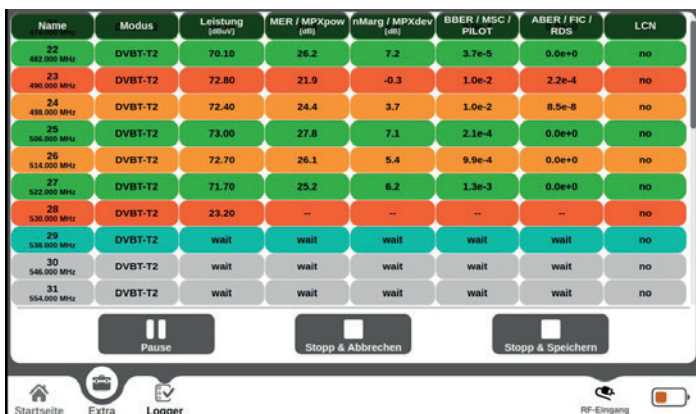 Name Modus Leistung MER / MPXpow nMarg / MPXdev BBER / MSC / ABER / FIC / LCN
[dBuV] [dB] [dB] PILOT RDS
22 DVBT-T2 70.10 26.2 7.2 3.7e-5 0.0e+0 no
482.000 MHz
23 DVBT-T2 72.80 21.9 -0.3 1.0e-2 2.2e-4 no
490.000 MHz
24 DVBT-T2 72.40 24.4 3.7 1.0e-2 8.5e-8 no
498.000 MHz
25 DVBT-T2 73.00 27.8 7.1 2.1e-4 0.0e+0 no
506.000 MHz
26 DVBT-T2 72.70 26.1 5.4 9.9e-4 0.0e+0 no
514.000 MHz
27 DVBT-T2 71.70 25.2 6.2 1.3e-3 0.0e+0 no
522.000 MHz
28 DVBT-T2 23.20 -- -- -- -- no
530.000 MHz
29 DVBT-T2 wait wait wait wait wait no
538.000 MHz
30 DVBT-T2 wait wait wait wait wait no
546.000 MHz
31 DVBT-T2 wait wait wait wait wait no
554.000 MHz
Pause Stopp & Abbrechen Stopp & Speichern
Startseite Extra Logger RF-Eingang